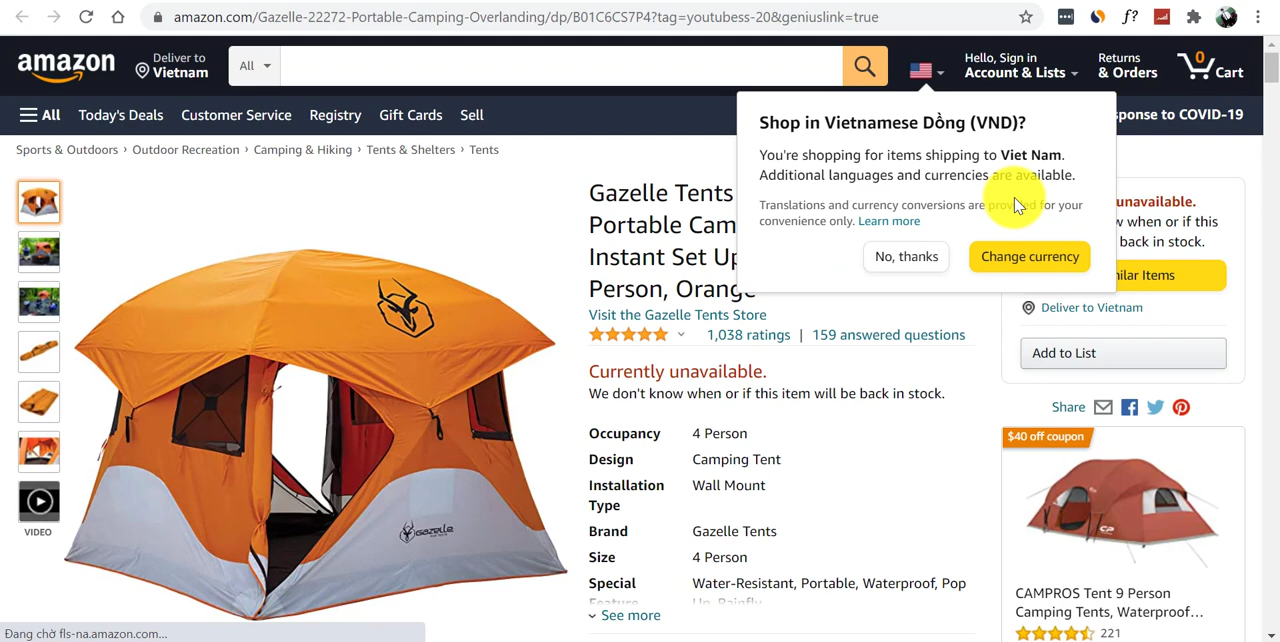 amazon.com/Gazelle-22272-Portable-Camping-Overlanding/dp/B01C6CS7P4?tag=youtubess-20&geniuslink=true
f?
amazon
Deliver to
Vietnam
All
Hello, Sign in
Account & Lists
Returns
& Orders
0
Cart
All
Today's Deals
Customer Service
Registry
Gift Cards
Sell
sponse to COVID-19
Sports & Outdoors › Outdoor Recreation › Camping & Hiking › Tents & Shelters › Tents
Shop in Vietnamese Dồng (VND)?
You're shopping for items shipping to Viet Nam.
Additional languages and currencies are available.
Translations and currency conversions are provided for your
convenience only. Learn more
No, thanks
Change currency
Gazelle Tents
Portable Cam
Instant Set Up
Person, Orange
Visit the Gazelle Tents Store
1,038 ratings | 159 answered questions
Currently unavailable.
We don't know when or if this item will be back in stock.
Occupancy 4 Person
Design Camping Tent
Installation Wall Mount
Type
Brand Gazelle Tents
Size 4 Person
Special Water-Resistant, Portable, Waterproof, Pop
Feature Up, Rainfly
See more
VIDEO
Gazelle
unavailable.
w when or if this
back in stock.
ilar Items
Deliver to Vietnam
Add to List
Share
$40 off coupon
CP
CAMPROS Tent 9 Person
Camping Tents, Waterproof...
221
Đang chờ fls-na.amazon.com...